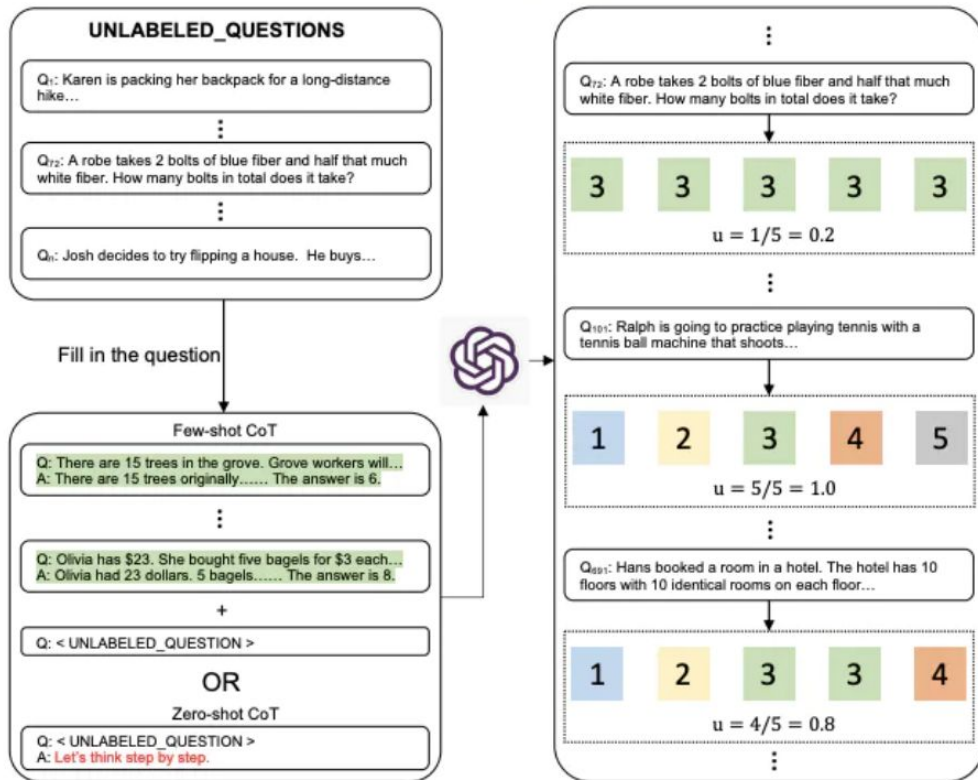 UNLABELED_QUESTIONS
Q₁: Karen is packing her backpack for a long-distance
hike…
Q₇₂: A robe takes 2 bolts of blue fiber and half that much
white fiber. How many bolts in total does it take?
Qₙ: Josh decides to try flipping a house. He buys…
Fill in the question
Few-shot CoT
Q: There are 15 trees in the grove. Grove workers will…
A: There are 15 trees originally…… The answer is 6.
Q: Olivia has $23. She bought five bagels for $3 each…
A: Olivia had 23 dollars. 5 bagels…… The answer is 8.
+
Q: < UNLABELED_QUESTION >
OR
Zero-shot CoT
Q: < UNLABELED_QUESTION >
A: Let's think step by step.
Q₇₂: A robe takes 2 bolts of blue fiber and half that much
white fiber. How many bolts in total does it take?
3 3 3 3 3
u = 1/5 = 0.2
Q₁₀₁: Ralph is going to practice playing tennis with a
tennis ball machine that shoots…
1 2 3 4 5
u = 5/5 = 1.0
Q₆₉₁: Hans booked a room in a hotel. The hotel has 10
floors with 10 identical rooms on each floor…
1 2 3 3 4
u = 4/5 = 0.8